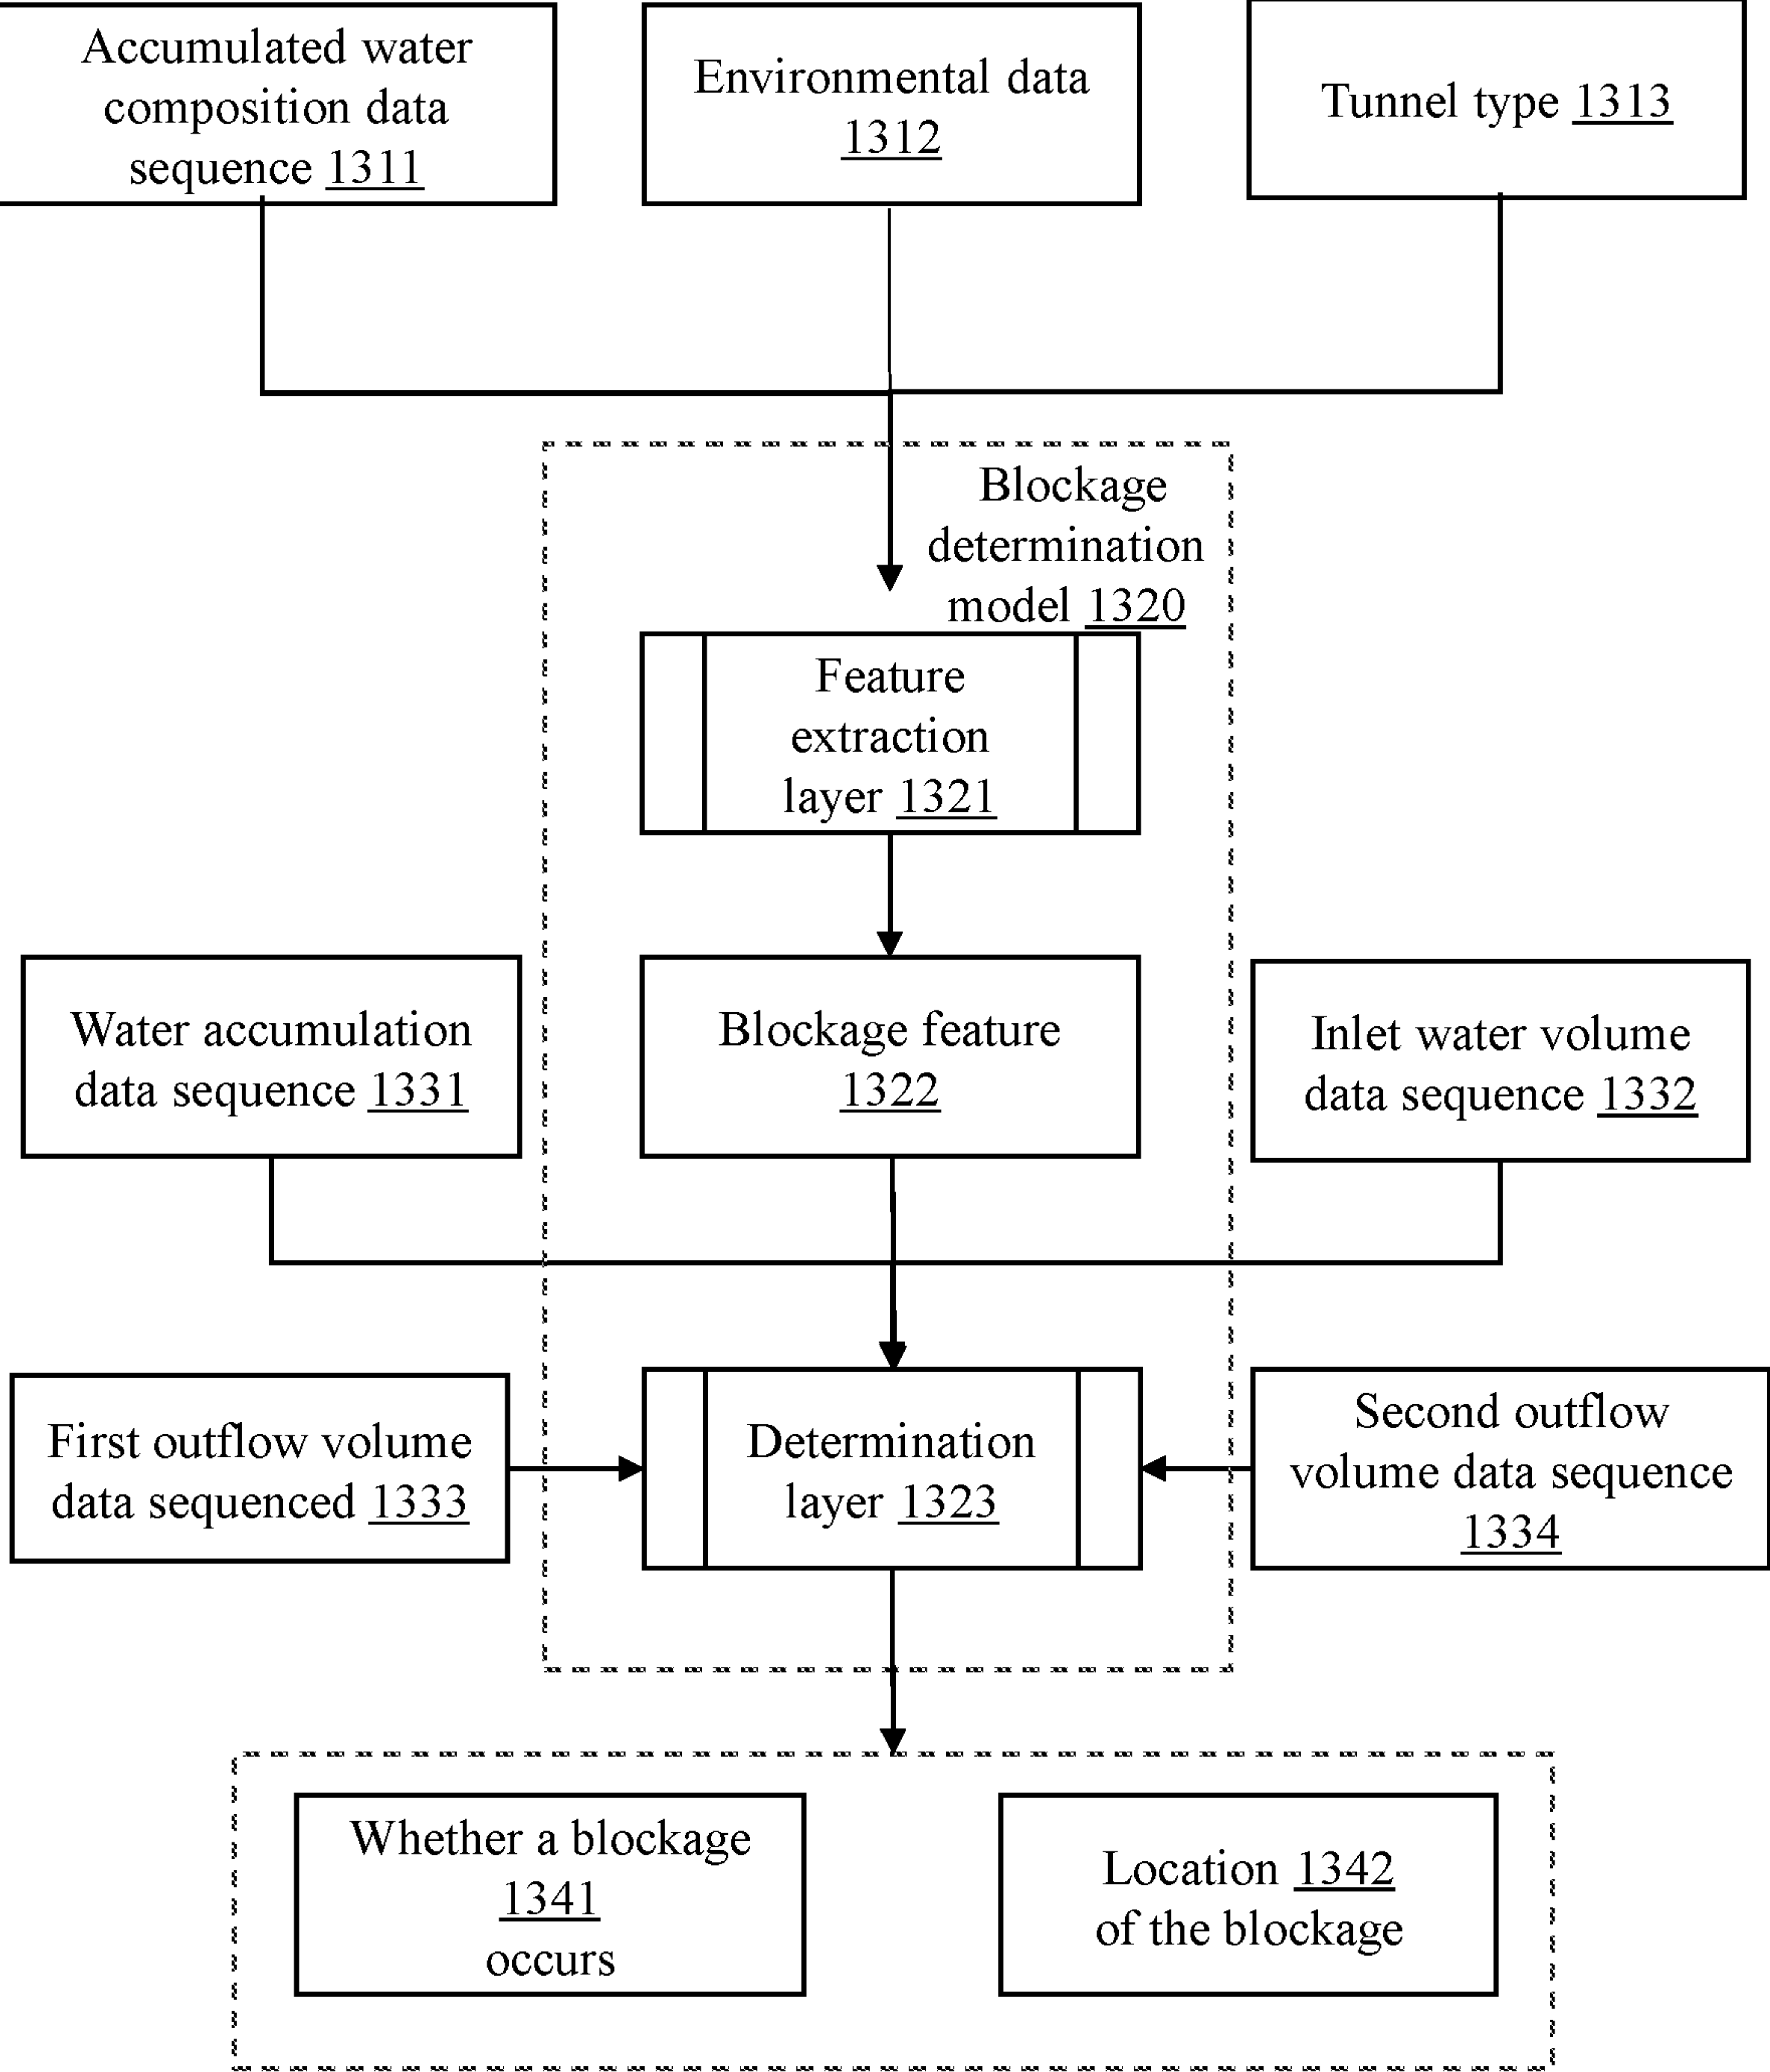 Accumulated water
composition data
sequence 1311
Environmental data
1312
Tunnel type 1313
Blockage
determination
model 1320
Feature
extraction
layer 1321
Water accumulation
data sequence 1331
Blockage feature
1322
Inlet water volume
data sequence 1332
First outflow volume
data sequenced 1333
Determination
layer 1323
Second outflow
volume data sequence
1334
Whether a blockage
1341
occurs
Location 1342
of the blockage